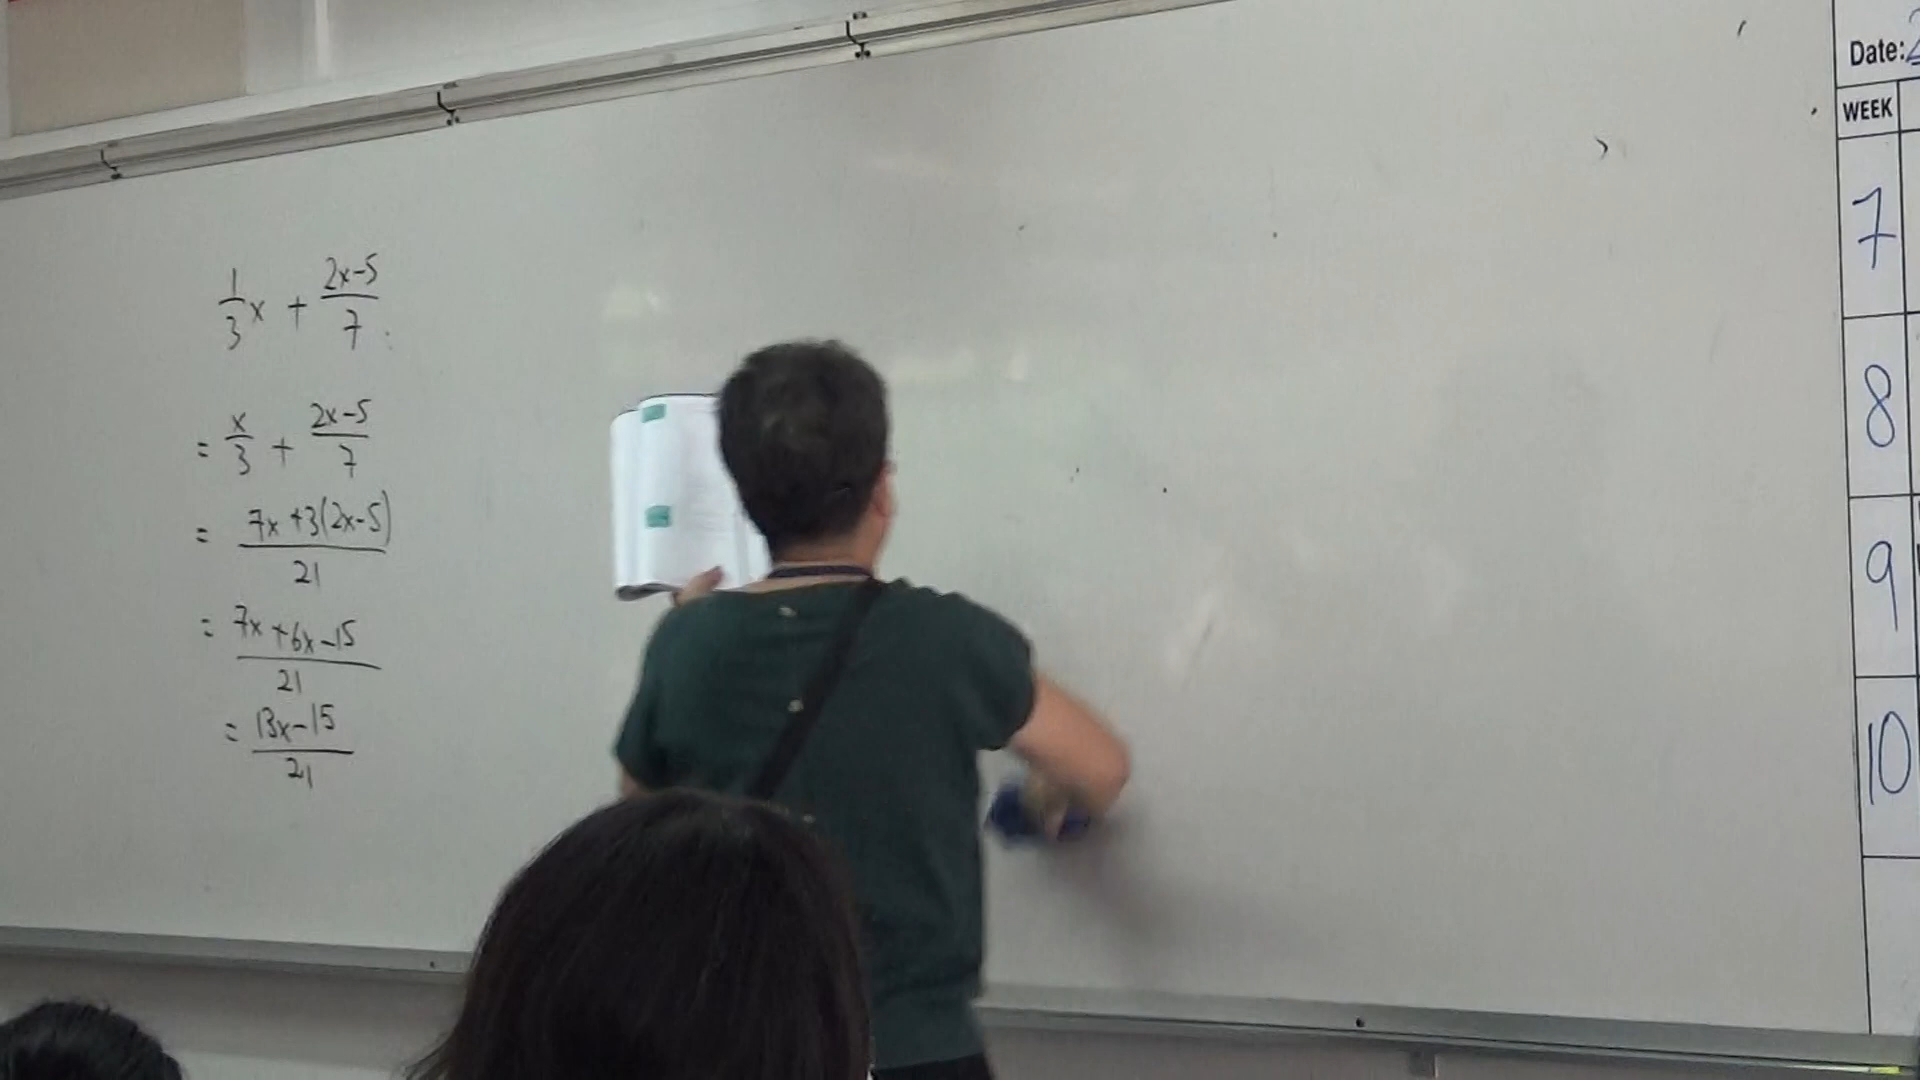 1/3 x + (2x-5)/7
= x/3 + (2x-5)/7
= (7x+3(2x-5))/21
= (7x+6x-15)/21
= (13x-15)/21
Date:
WEEK
7
8
9
10